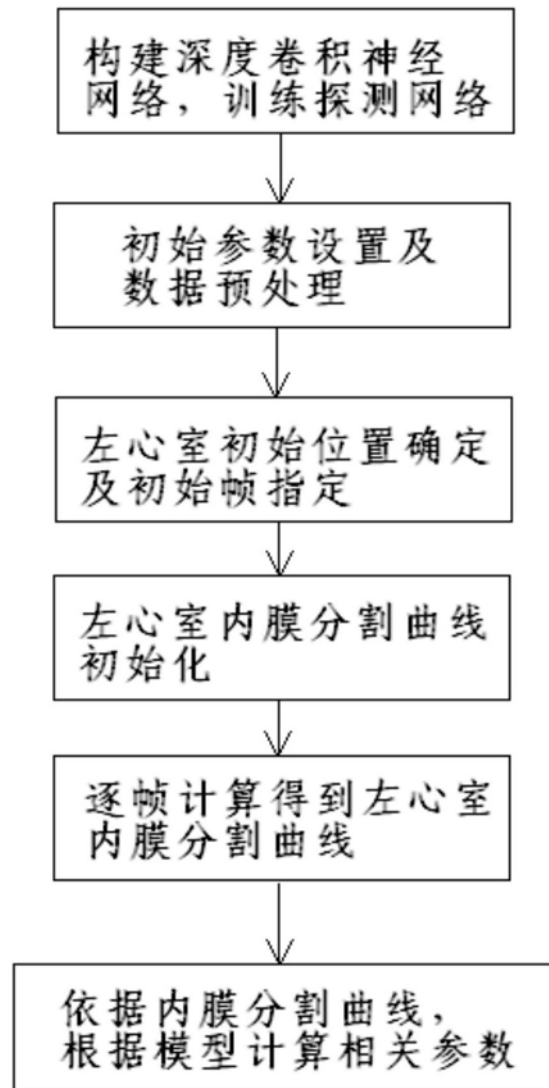 构建深度卷积神经
网络，训练探测网络
初始参数设置及
数据预处理
左心室初始位置确定
及初始帧指定
左心室内膜分割曲线
初始化
逐帧计算得到左心室
内膜分割曲线
依据内膜分割曲线，
根据模型计算相关参数